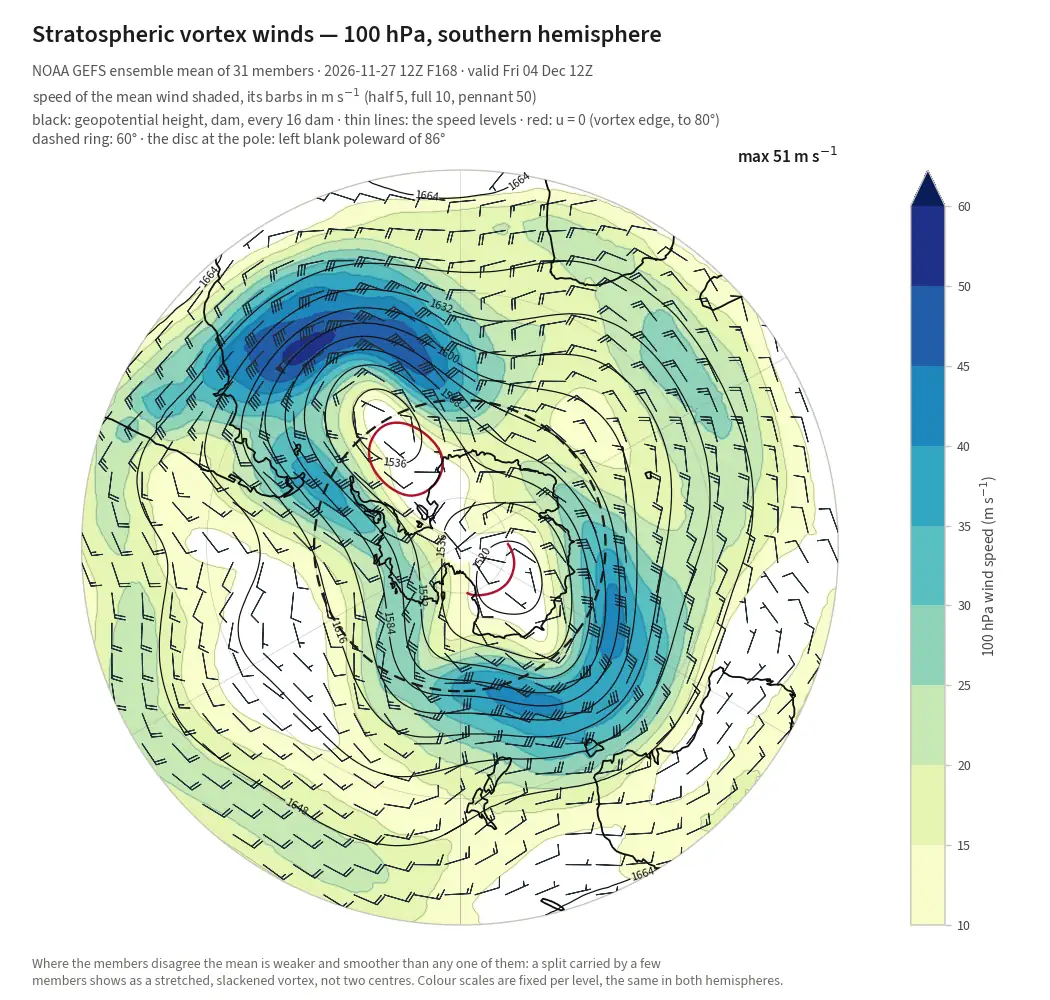 Stratospheric vortex winds — 100 hPa, southern hemisphere
NOAA GEFS ensemble mean of 31 members · 2026-11-27 12Z F168 · valid Fri 04 Dec 12Z
speed of the mean wind shaded, its barbs in m s⁻¹ (half 5, full 10, pennant 50)
black: geopotential height, dam, every 16 dam · thin lines: the speed levels · red: u = 0 (vortex edge, to 80°)
dashed ring: 60° · the disc at the pole: left blank poleward of 86°
max 51 m s⁻¹
1664
1664
1664
1632
1600
1536
1536
1520
1584
1616
1648
1664
60
50
45
40
35
30
25
20
15
10
100 hPa wind speed (m s⁻¹)
Where the members disagree the mean is weaker and smoother than any one of them: a split carried by a few
members shows as a stretched, slackened vortex, not two centres. Colour scales are fixed per level, the same in both hemispheres.